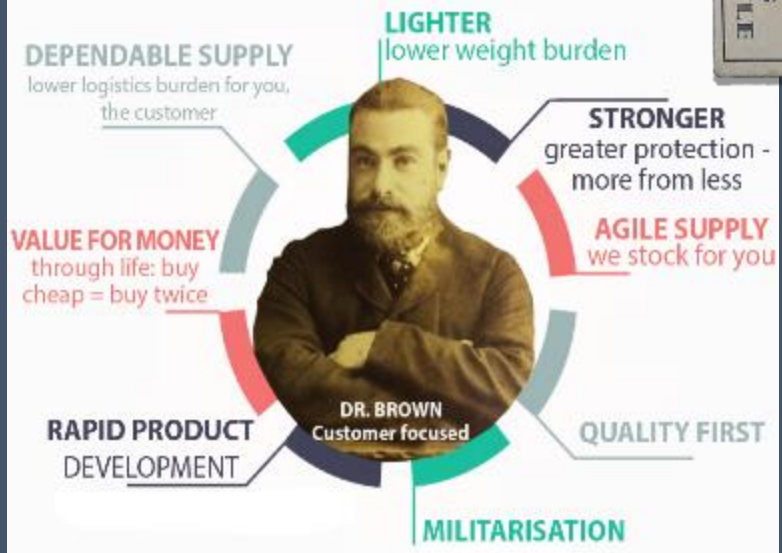 LIGHTER
lower weight burden
DEPENDABLE SUPPLY
lower logistics burden for you,
the customer
STRONGER
greater protection -
more from less
VALUE FOR MONEY
through life: buy
cheap = buy twice
AGILE SUPPLY
we stock for you
DR. BROWN
Customer focused
RAPID PRODUCT
DEVELOPMENT
QUALITY FIRST
MILITARISATION